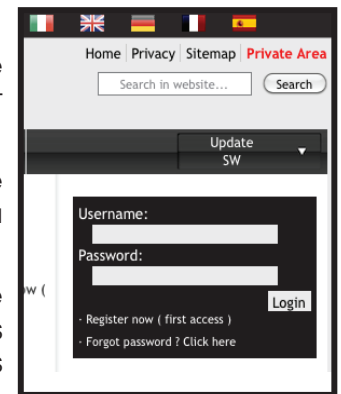 Home Privacy Sitemap Private Area
Search in website... Search
Update
SW
Username:
Password:
ow (
Login
- Register now ( first access )
- Forgot password ? Click here